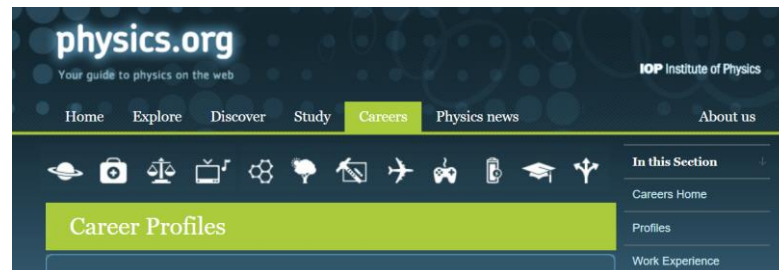 physics.org
Your guide to physics on the web
IOP Institute of Physics
Home Explore Discover Study Careers Physics news About us
In this Section
Careers Home
Career Profiles
Profiles
Work Experience